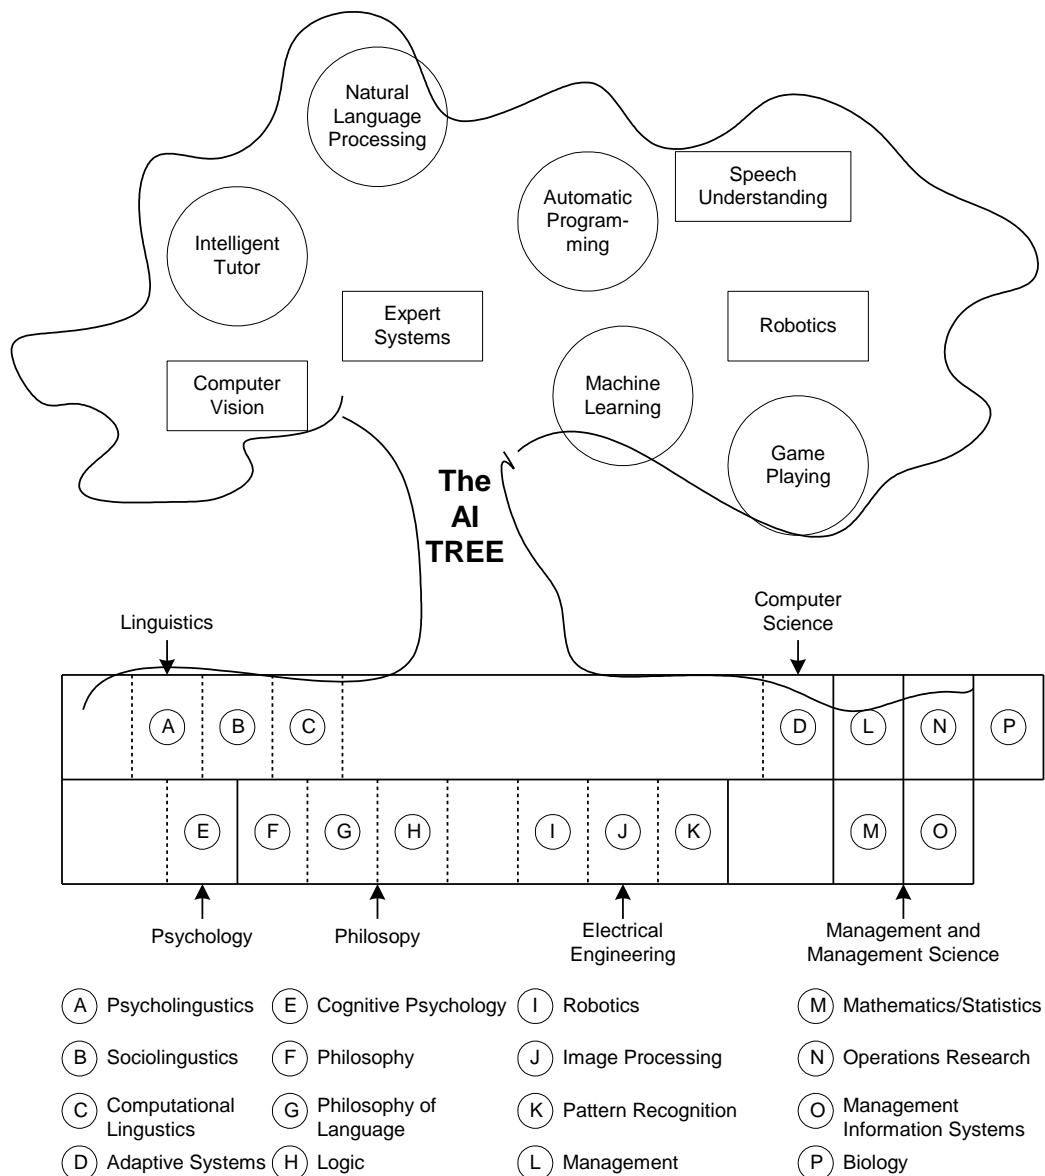 Natural
Language
Processing
Speech
Understanding
Automatic
Program-
ming
Intelligent
Tutor
Expert
Systems
Robotics
Computer
Vision
Machine
Learning
Game
Playing
The
AI
TREE
Computer
Science
Linguistics
A B C D L N P
E F G H I J K M O
Psychology
Philosopy
Electrical
Engineering
Management and
Management Science
A Psycholingustics
E Cognitive Psychology
I Robotics
M Mathematics/Statistics
B Sociolingustics
F Philosophy
J Image Processing
N Operations Research
C Computational
Lingustics
G Philosophy of
Language
K Pattern Recognition
O Management
Information Systems
D Adaptive Systems
H Logic
L Management
P Biology